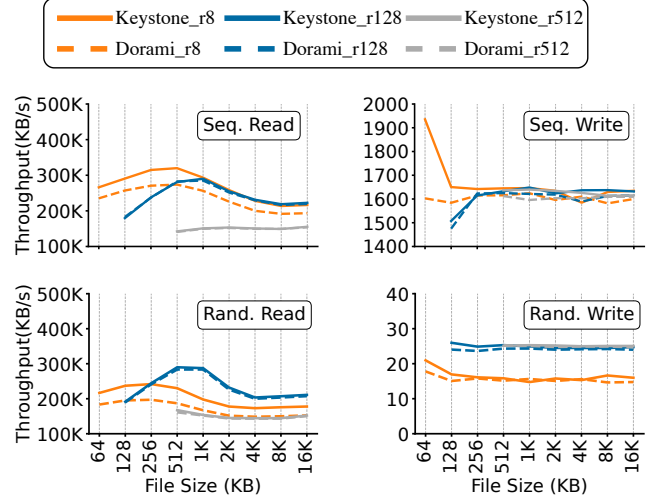 Keystone_r8 Keystone_r128 Keystone_r512
Dorami_r8 Dorami_r128 Dorami_r512
Throughput(KB/s)
500K
400K
300K
200K
100K
Seq. Read
2000
1900
1800
1700
1600
1500
1400
Seq. Write
Throughput(KB/s)
500K
400K
300K
200K
100K
Rand. Read
64 128 256 512 1K 2K 4K 8K 16K
File Size (KB)
40
30
20
10
0
Rand. Write
64 128 256 512 1K 2K 4K 8K 16K
File Size (KB)